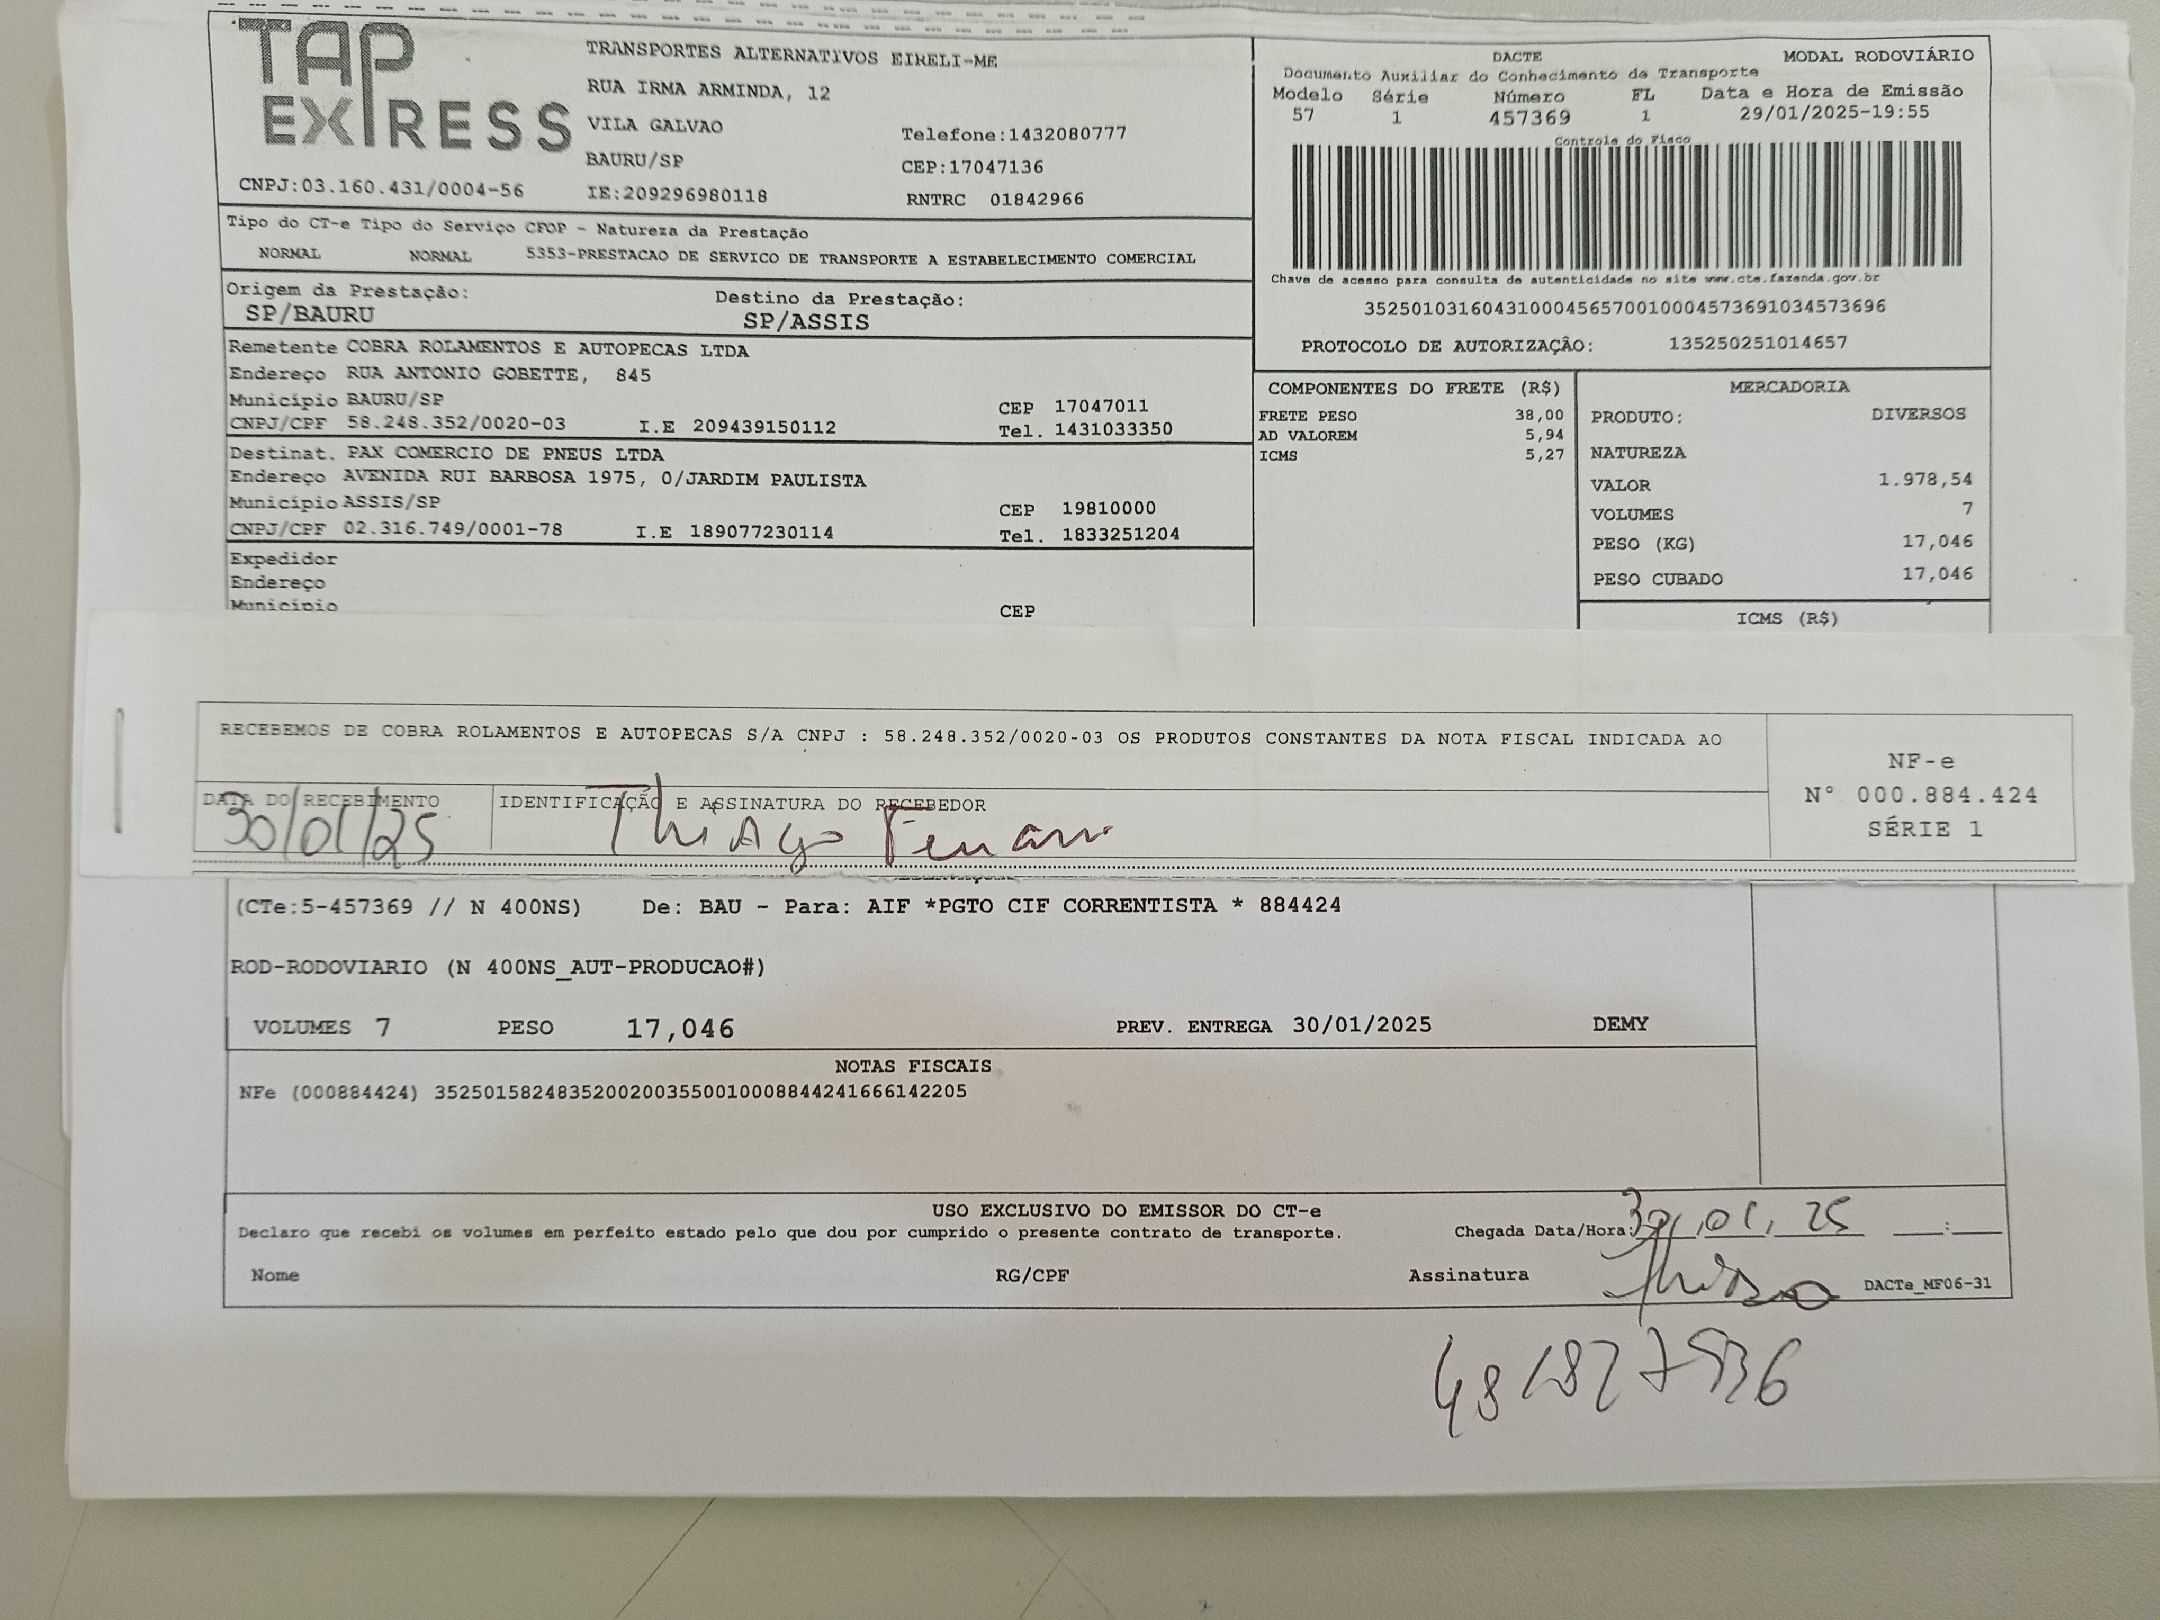 TAP
EXPRESS
TRANSPORTES ALTERNATIVOS EIRELI-ME
RUA IRMA ARMINDA, 12
VILA GALVAO
Telefone:1432080777
BAURU/SP
CEP:17047136
CNPJ:03.160.431/0004-56
IE:209296980118
RNTRC 01842966
DACTE
MODAL RODOVIÁRIO
Documento Auxiliar do Conhecimento de Transporte
Modelo Série Número FL Data e Hora de Emissão
57 1 457369 1 29/01/2025-19:55
Controle do Fisco
Chave de acesso para consulta de autenticidade no site www.cte.fazenda.gov.br
35250103160431000456570010004573691034573696
PROTOCOLO DE AUTORIZAÇÃO: 135250251014657
Tipo do CT-e Tipo do Serviço CFOP - Natureza da Prestação
NORMAL NORMAL 5353-PRESTACAO DE SERVICO DE TRANSPORTE A ESTABELECIMENTO COMERCIAL
Origem da Prestação: Destino da Prestação:
SP/BAURU SP/ASSIS
Remetente COBRA ROLAMENTOS E AUTOPECAS LTDA
Endereço RUA ANTONIO GOBETTE, 845
Município BAURU/SP CEP 17047011
CNPJ/CPF 58.248.352/0020-03 I.E 209439150112 Tel. 1431033350
Destinat. PAX COMERCIO DE PNEUS LTDA
Endereço AVENIDA RUI BARBOSA 1975, 0/JARDIM PAULISTA
Município ASSIS/SP CEP 19810000
CNPJ/CPF 02.316.749/0001-78 I.E 189077230114 Tel. 1833251204
Expedidor
Endereço
Município CEP
COMPONENTES DO FRETE (R$)
FRETE PESO 38,00
AD VALOREM 5,94
ICMS 5,27
MERCADORIA
PRODUTO: DIVERSOS
NATUREZA
VALOR 1.978,54
VOLUMES 7
PESO (KG) 17,046
PESO CUBADO 17,046
ICMS (R$)
RECEBEMOS DE COBRA ROLAMENTOS E AUTOPECAS S/A CNPJ : 58.248.352/0020-03 OS PRODUTOS CONSTANTES DA NOTA FISCAL INDICADA AO
NF-e
N° 000.884.424
SÉRIE 1
DATA DO RECEBIMENTO IDENTIFICAÇÃO E ASSINATURA DO RECEBEDOR
30/01/25 Thiago
(CTe:5-457369 // N 400NS) De: BAU - Para: AIF *PGTO CIF CORRENTISTA * 884424
ROD-RODOVIARIO (N 400NS_AUT-PRODUCAO#)
VOLUMES 7 PESO 17,046 PREV. ENTREGA 30/01/2025 DEMY
NOTAS FISCAIS
NFe (000884424) 35250158248352002003550010008844241666142205
USO EXCLUSIVO DO EMISSOR DO CT-e
Declaro que recebi os volumes em perfeito estado pelo que dou por cumprido o presente contrato de transporte. Chegada Data/Hora: 30, 01, 25 :
Nome RG/CPF Assinatura DACTe_MF06-31